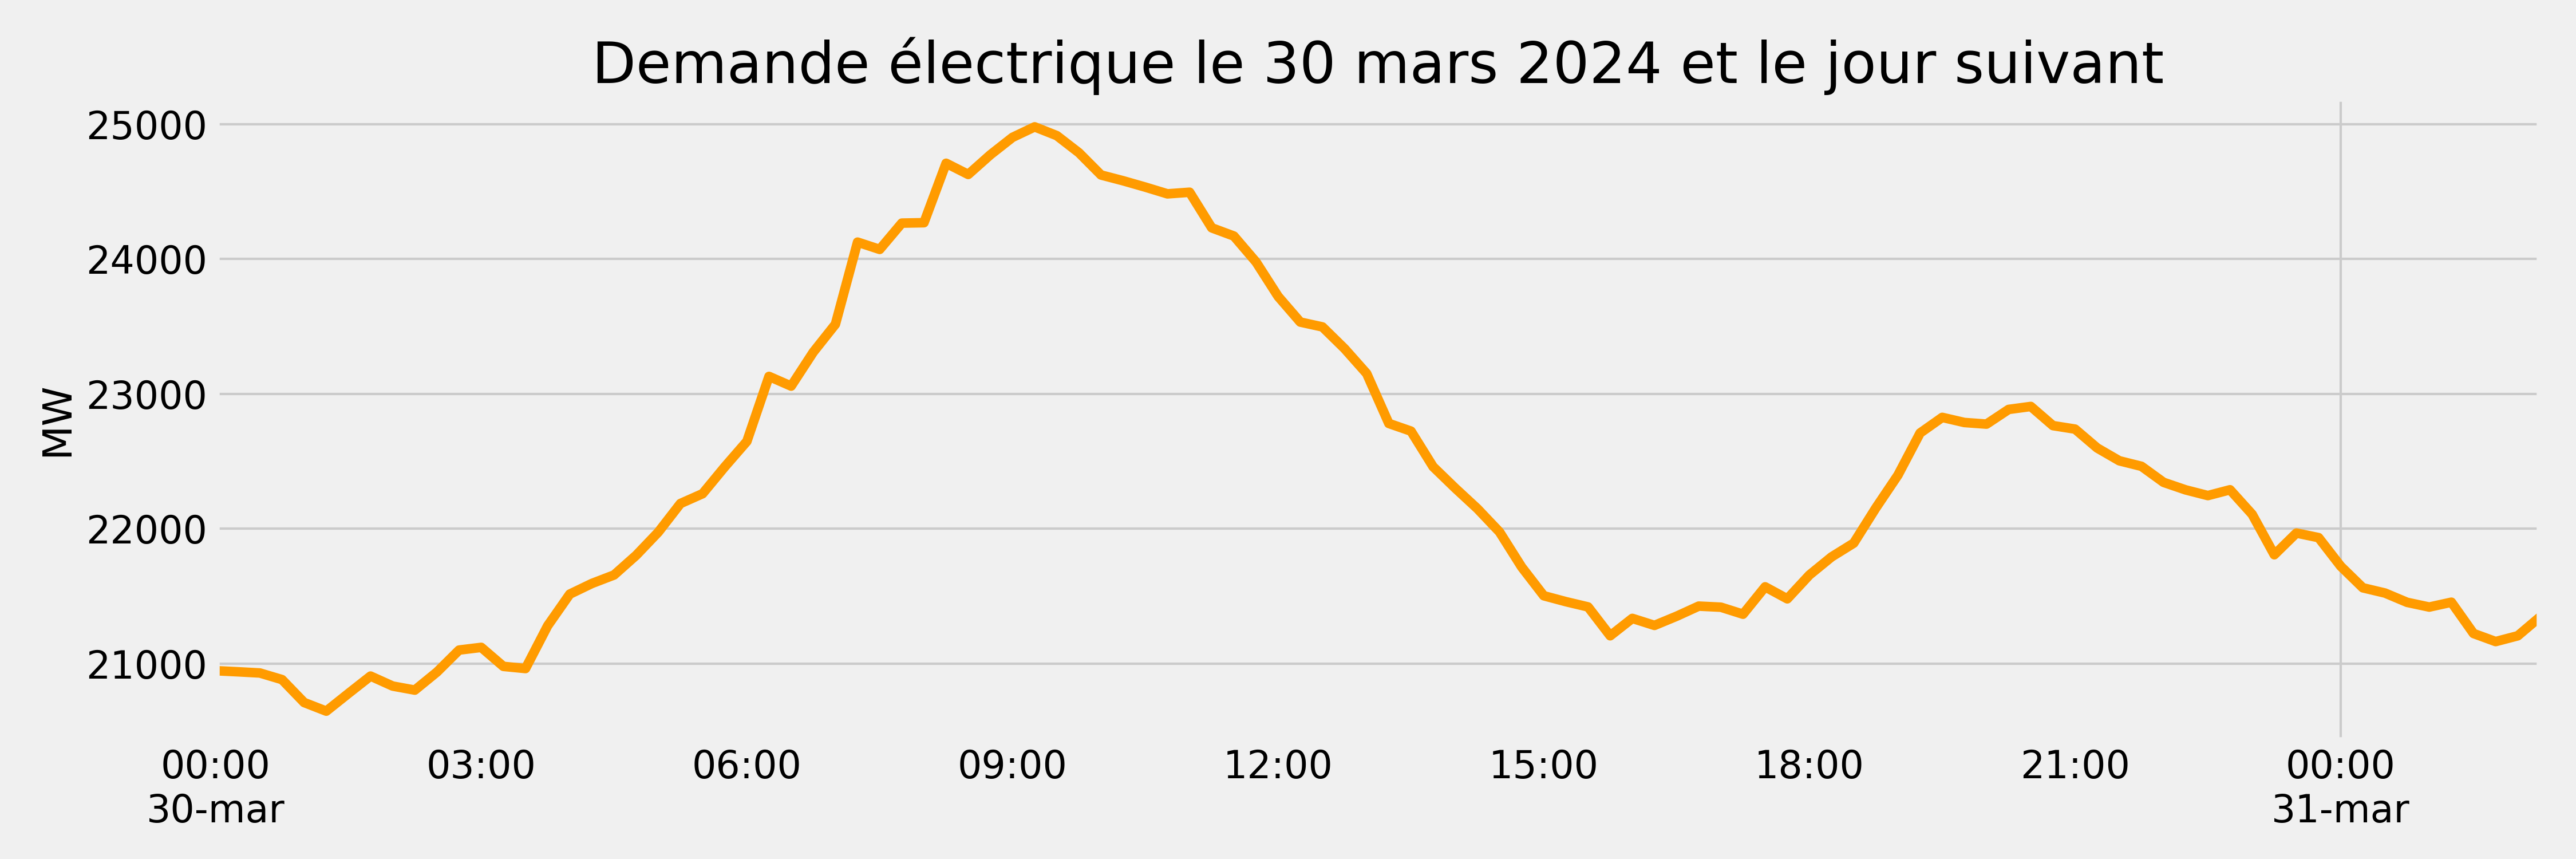 Demande électrique le 30 mars 2024 et le jour suivant
25000
24000
23000
22000
21000
MW
00:00 03:00 06:00 09:00 12:00 15:00 18:00 21:00 00:00
30-mar 31-mar